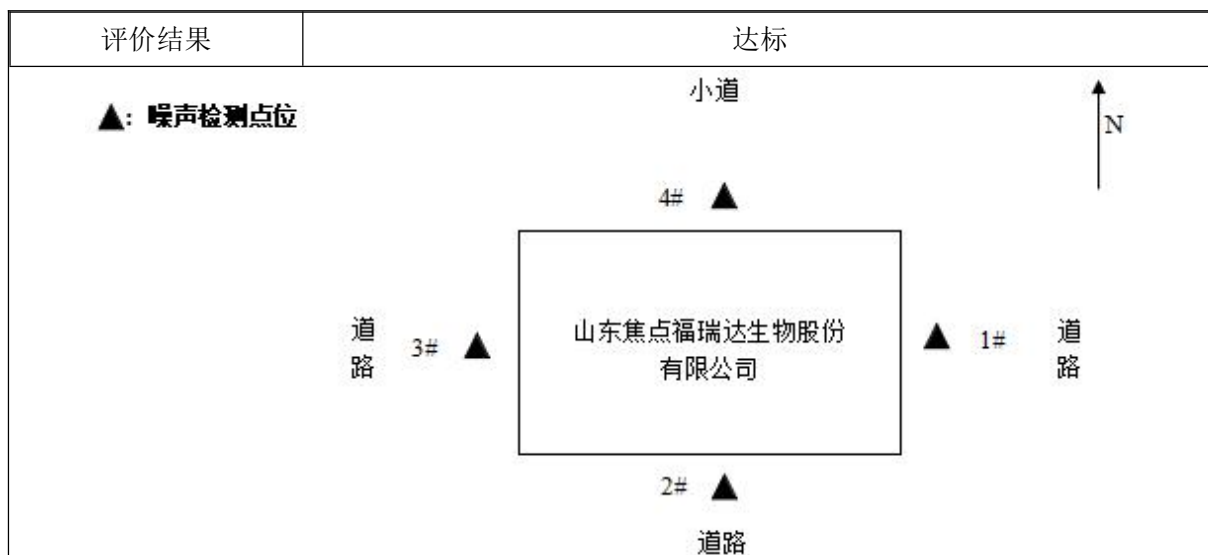 评价结果 达标
小道
▲：噪声检测点位
N
4#
山东焦点福瑞达生物股份
有限公司
道路
3#
1#
道路
2#
道路